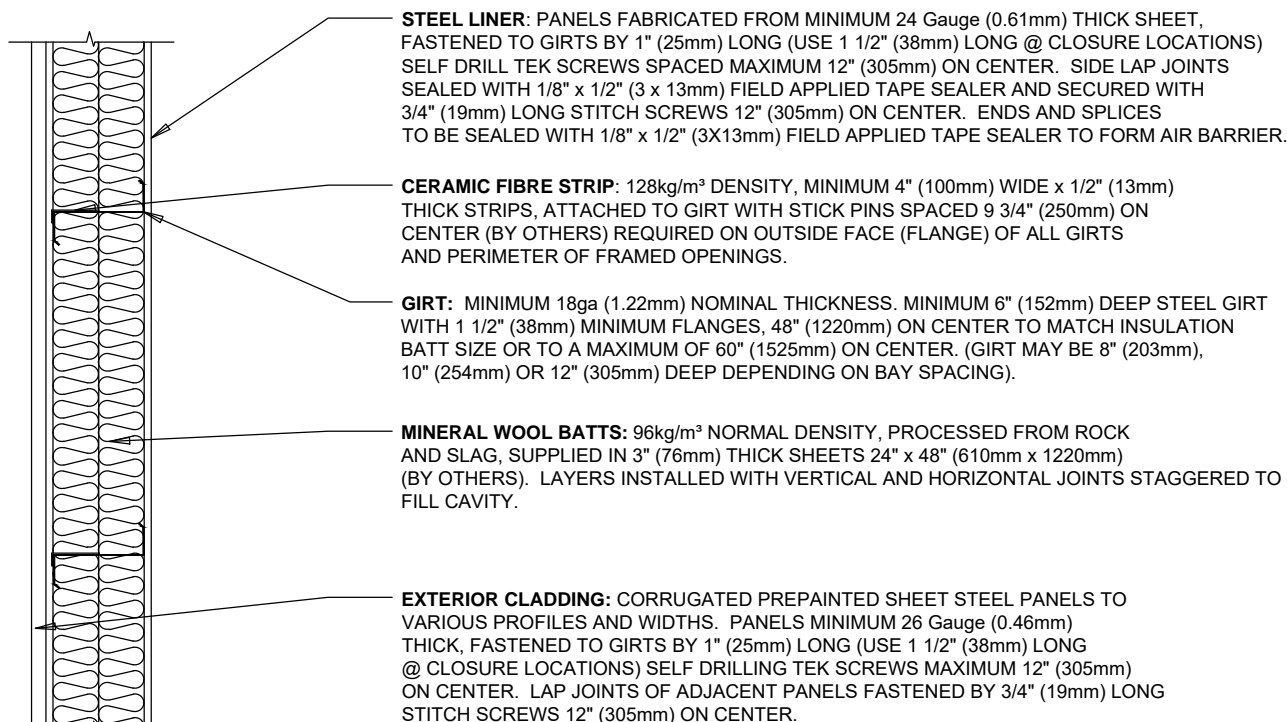 STEEL LINER: PANELS FABRICATED FROM MINIMUM 24 Gauge (0.61mm) THICK SHEET,
FASTENED TO GIRTS BY 1" (25mm) LONG (USE 1 1/2" (38mm) LONG @ CLOSURE LOCATIONS)
SELF DRILL TEK SCREWS SPACED MAXIMUM 12" (305mm) ON CENTER. SIDE LAP JOINTS
SEALED WITH 1/8" x 1/2" (3 x 13mm) FIELD APPLIED TAPE SEALER AND SECURED WITH
3/4" (19mm) LONG STITCH SCREWS 12" (305mm) ON CENTER. ENDS AND SPLICES
TO BE SEALED WITH 1/8" x 1/2" (3X13mm) FIELD APPLIED TAPE SEALER TO FORM AIR BARRIER.
CERAMIC FIBRE STRIP: 128kg/m³ DENSITY, MINIMUM 4" (100mm) WIDE x 1/2" (13mm)
THICK STRIPS, ATTACHED TO GIRT WITH STICK PINS SPACED 9 3/4" (250mm) ON
CENTER (BY OTHERS) REQUIRED ON OUTSIDE FACE (FLANGE) OF ALL GIRTS
AND PERIMETER OF FRAMED OPENINGS.
GIRT: MINIMUM 18ga (1.22mm) NOMINAL THICKNESS. MINIMUM 6" (152mm) DEEP STEEL GIRT
WITH 1 1/2" (38mm) MINIMUM FLANGES, 48" (1220mm) ON CENTER TO MATCH INSULATION
BATT SIZE OR TO A MAXIMUM OF 60" (1525mm) ON CENTER. (GIRT MAY BE 8" (203mm),
10" (254mm) OR 12" (305mm) DEEP DEPENDING ON BAY SPACING).
MINERAL WOOL BATTS: 96kg/m³ NORMAL DENSITY, PROCESSED FROM ROCK
AND SLAG, SUPPLIED IN 3" (76mm) THICK SHEETS 24" x 48" (610mm x 1220mm)
(BY OTHERS). LAYERS INSTALLED WITH VERTICAL AND HORIZONTAL JOINTS STAGGERED TO
FILL CAVITY.
EXTERIOR CLADDING: CORRUGATED PREPAINTED SHEET STEEL PANELS TO
VARIOUS PROFILES AND WIDTHS. PANELS MINIMUM 26 Gauge (0.46mm)
THICK, FASTENED TO GIRTS BY 1" (25mm) LONG (USE 1 1/2" (38mm) LONG
@ CLOSURE LOCATIONS) SELF DRILLING TEK SCREWS MAXIMUM 12" (305mm)
ON CENTER. LAP JOINTS OF ADJACENT PANELS FASTENED BY 3/4" (19mm) LONG
STITCH SCREWS 12" (305mm) ON CENTER.